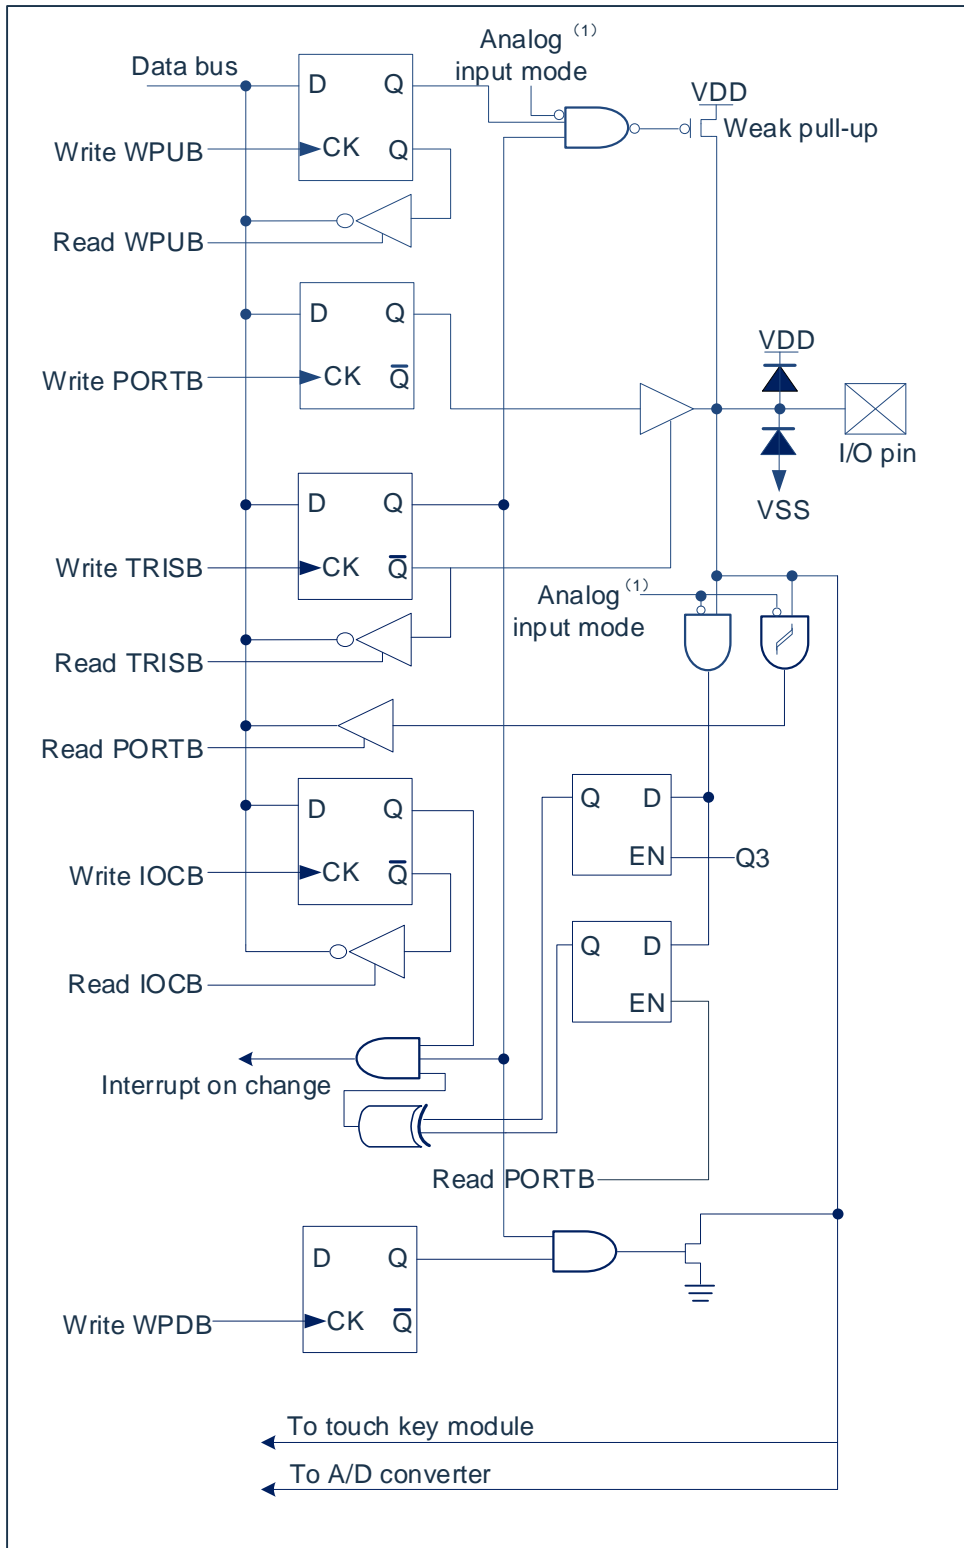 Analog (1)
input mode
Data bus
D Q
VDD
Weak pull-up
Write WPUB
CK Q
Read WPUB
D Q
VDD
Write PORTB
CK Q̅
I/O pin
D Q
VSS
Write TRISB
CK Q̅
Analog (1)
input mode
Read TRISB
Read PORTB
D Q
Q D
EN
Q3
Write IOCB
CK Q̅
Q D
Read IOCB
EN
Interrupt on change
Read PORTB
D Q
Write WPDB
CK Q̅
To touch key module
To A/D converter